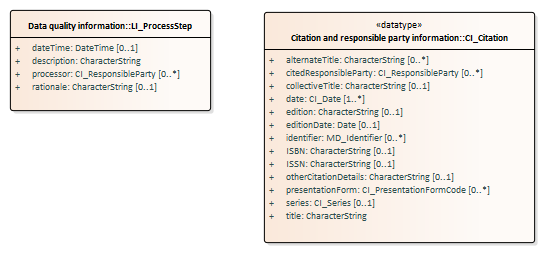 Data quality information::LI_ProcessStep
+ dateTime: DateTime [0..1]
+ description: CharacterString
+ processor: CI_ResponsibleParty [0..*]
+ rationale: CharacterString [0..1]
«datatype»
Citation and responsible party information::CI_Citation
+ alternateTitle: CharacterString [0..*]
+ citedResponsibleParty: CI_ResponsibleParty [0..*]
+ collectiveTitle: CharacterString [0..1]
+ date: CI_Date [1..*]
+ edition: CharacterString [0..1]
+ editionDate: Date [0..1]
+ identifier: MD_Identifier [0..*]
+ ISBN: CharacterString [0..1]
+ ISSN: CharacterString [0..1]
+ otherCitationDetails: CharacterString [0..1]
+ presentationForm: CI_PresentationFormCode [0..*]
+ series: CI_Series [0..1]
+ title: CharacterString